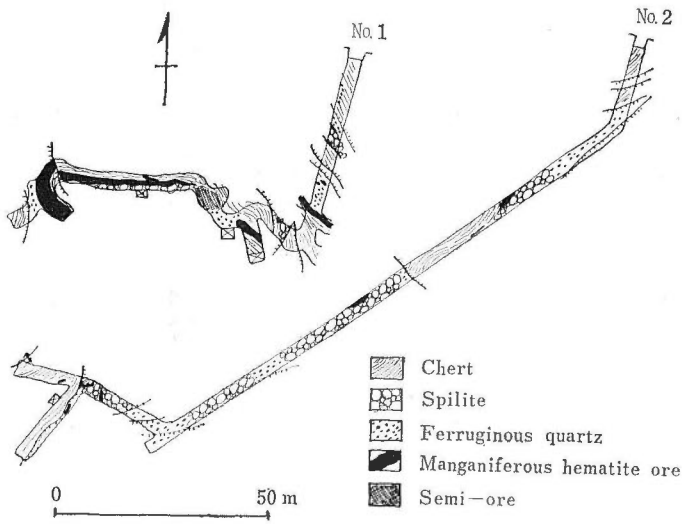 No. 1
No. 2
Chert
Spilite
Ferruginous quartz
Manganiferous hematite ore
Semi-ore
0 50 m